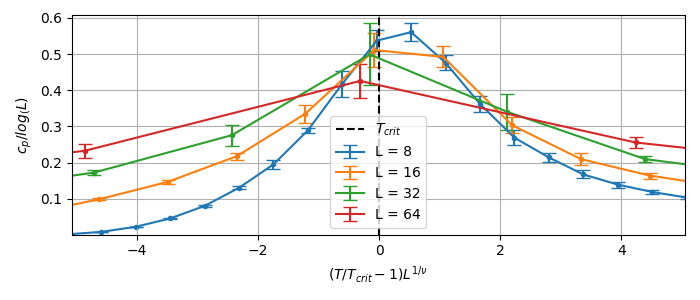 0.6
0.5
0.4
0.3
0.2
0.1
c_p/log(L)
T_crit
L = 8
L = 16
L = 32
L = 64
−4 −2 0 2 4
(T/T_crit − 1)L^{1/ν}